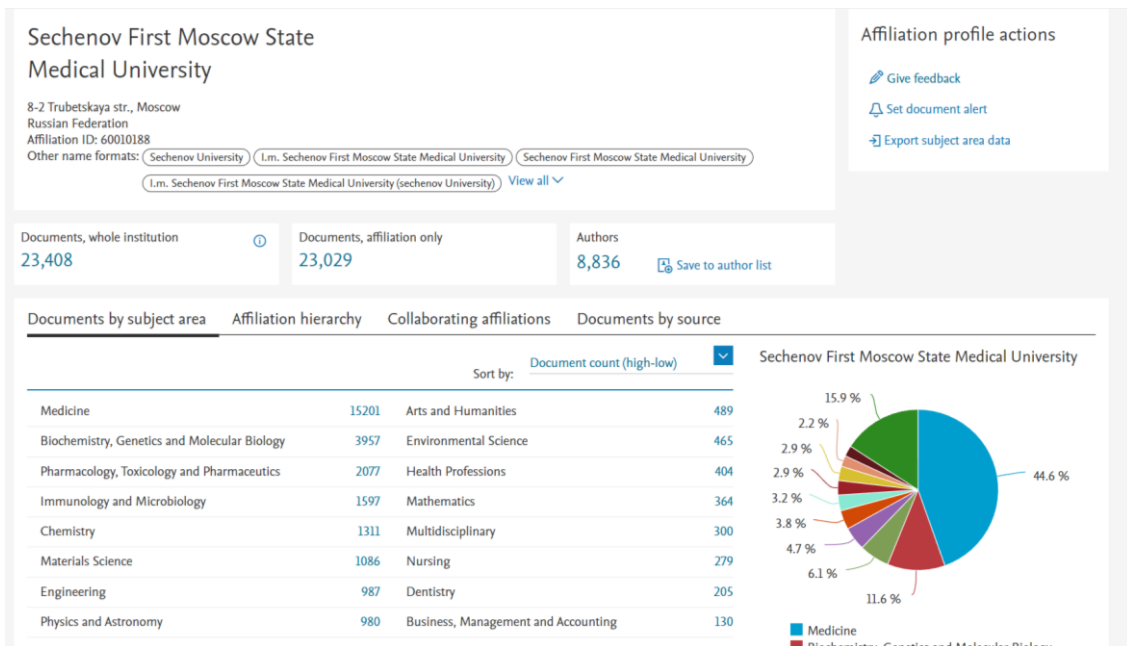 Sechenov First Moscow State
Medical University
8-2 Trubetskaya str., Moscow
Russian Federation
Affiliation ID: 60010188
Other name formats: Sechenov University I.m. Sechenov First Moscow State Medical University Sechenov First Moscow State Medical University
I.m. Sechenov First Moscow State Medical University (sechenov University) View all
Affiliation profile actions
Give feedback
Set document alert
Export subject area data
Documents, whole institution
23,408
Documents, affiliation only
23,029
Authors
8,836 Save to author list
Documents by subject area Affiliation hierarchy Collaborating affiliations Documents by source
Sort by: Document count (high-low)
Medicine 15201 Arts and Humanities 489
Biochemistry, Genetics and Molecular Biology 3957 Environmental Science 465
Pharmacology, Toxicology and Pharmaceutics 2077 Health Professions 404
Immunology and Microbiology 1597 Mathematics 364
Chemistry 1311 Multidisciplinary 300
Materials Science 1086 Nursing 279
Engineering 987 Dentistry 205
Physics and Astronomy 980 Business, Management and Accounting 130
Sechenov First Moscow State Medical University
15.9 %
2.2 %
2.9 %
2.9 %
3.2 %
3.8 %
4.7 %
6.1 %
11.6 %
44.6 %
Medicine
Biochemistry, Genetics and Molecular Biology